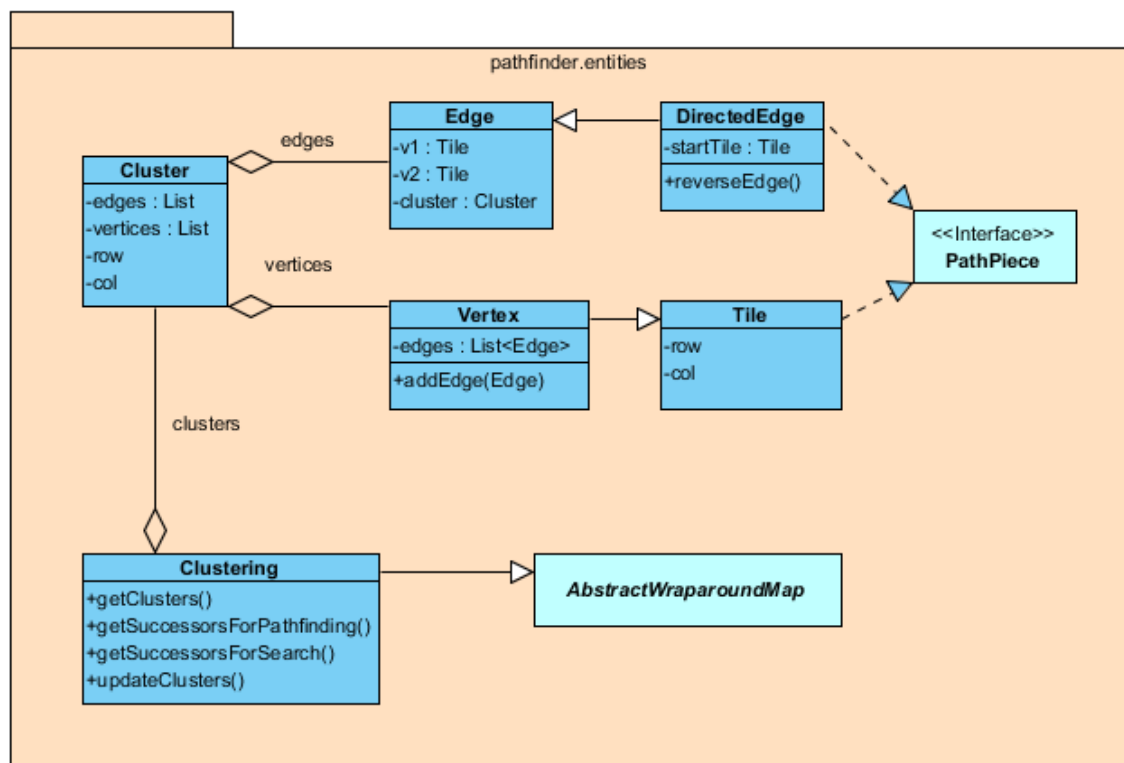 pathfinder.entities
Edge
-v1 : Tile
-v2 : Tile
-cluster : Cluster
DirectedEdge
-startTile : Tile
+reverseEdge()
edges
Cluster
-edges : List
-vertices : List
-row
-col
<<Interface>>
PathPiece
vertices
Vertex
-edges : List<Edge>
+addEdge(Edge)
Tile
-row
-col
clusters
Clustering
+getClusters()
+getSuccessorsForPathfinding()
+getSuccessorsForSearch()
+updateClusters()
AbstractWraparoundMap